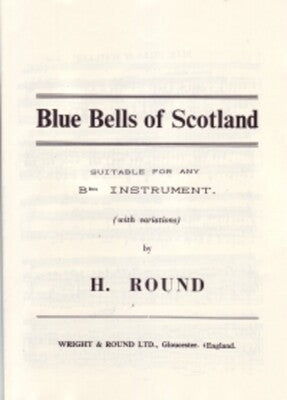 Blue Bells of Scotland
SUITABLE FOR ANY
INSTRUMENT.
(with variations)
by
H. ROUND
WRIGHT & ROUND LTD., Gloucester. England.